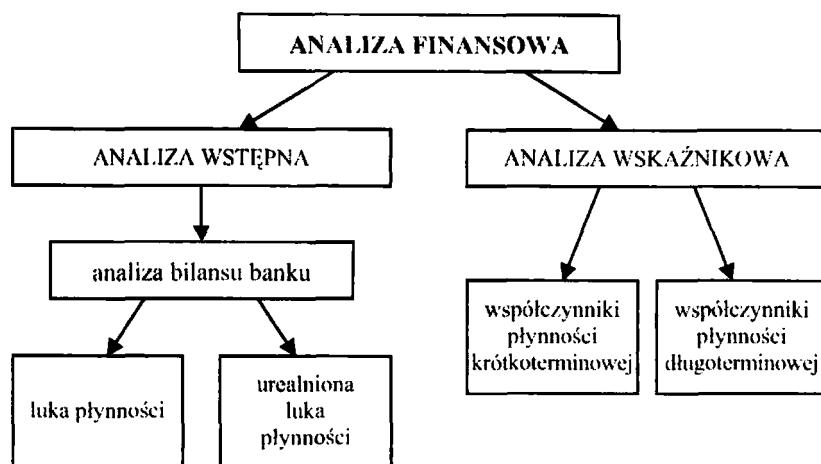 ANALIZA FINANSOWA
ANALIZA WSTĘPNA
ANALIZA WSKAŹNIKOWA
analiza bilansu banku
współczynniki
płynności
krótkoterminowej
współczynniki
płynności
długoterminowej
luka płynności
urealniona
luka
płynności